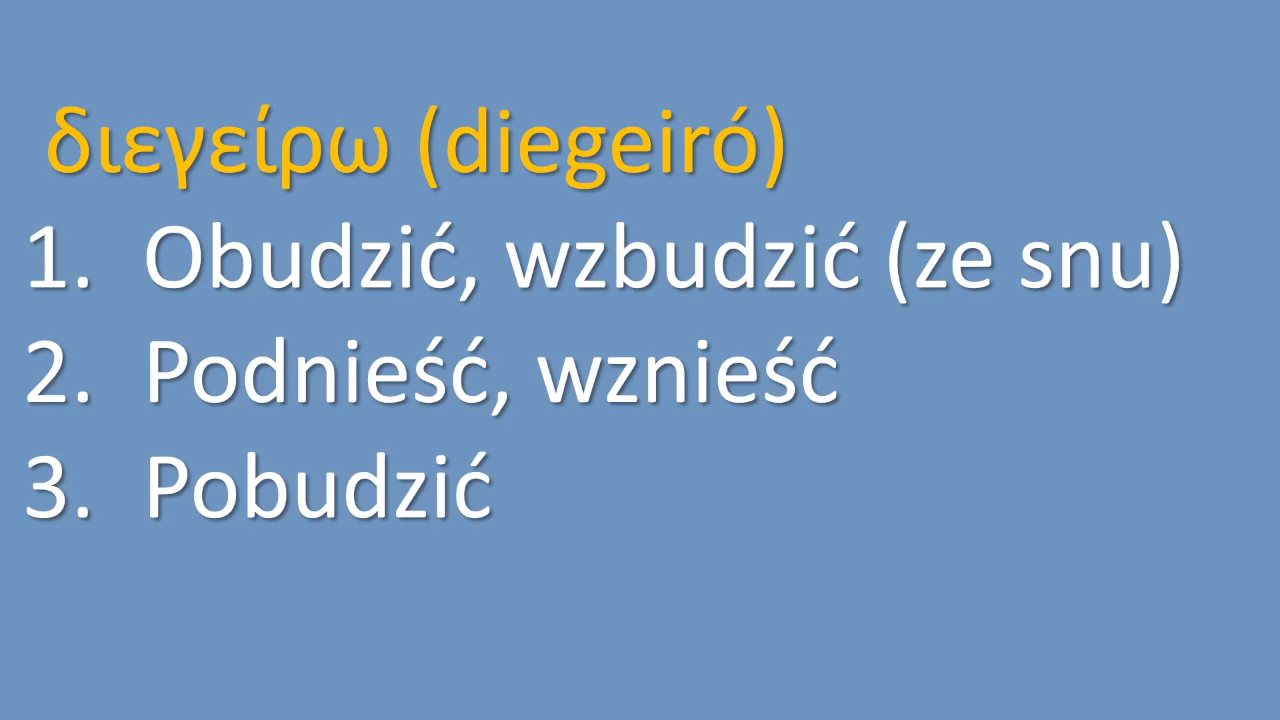 διεγείρω (diegeiró)
1. Obudzić, wzbudzić (ze snu)
2. Podnieść, wznieść
3. Pobudzić